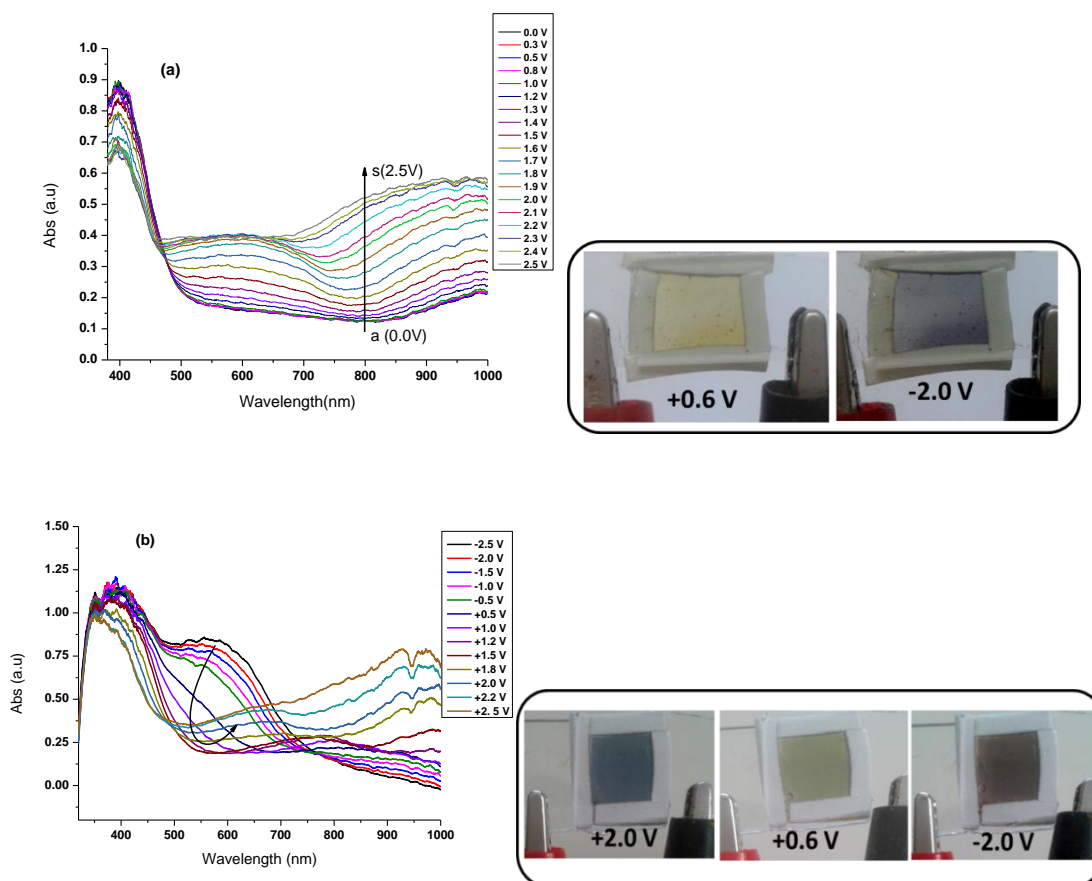 (a)
Abs (a.u)
1.0
0.9
0.8
0.7
0.6
0.5
0.4
0.3
0.2
0.1
0.0
400 500 600 700 800 900 1000
Wavelength(nm)
s(2.5V)
a (0.0V)
0.0 V
0.3 V
0.5 V
0.8 V
1.0 V
1.2 V
1.3 V
1.4 V
1.5 V
1.6 V
1.7 V
1.8 V
1.9 V
2.0 V
2.1 V
2.2 V
2.3 V
2.4 V
2.5 V
+0.6 V -2.0 V
(b)
Abs (a.u)
1.50
1.25
1.00
0.75
0.50
0.25
0.00
400 500 600 700 800 900 1000
Wavelength (nm)
-2.5 V
-2.0 V
-1.5 V
-1.0 V
-0.5 V
+0.5 V
+1.0 V
+1.2 V
+1.5 V
+1.8 V
+2.0 V
+2.2 V
+2.5 V
+2.0 V +0.6 V -2.0 V